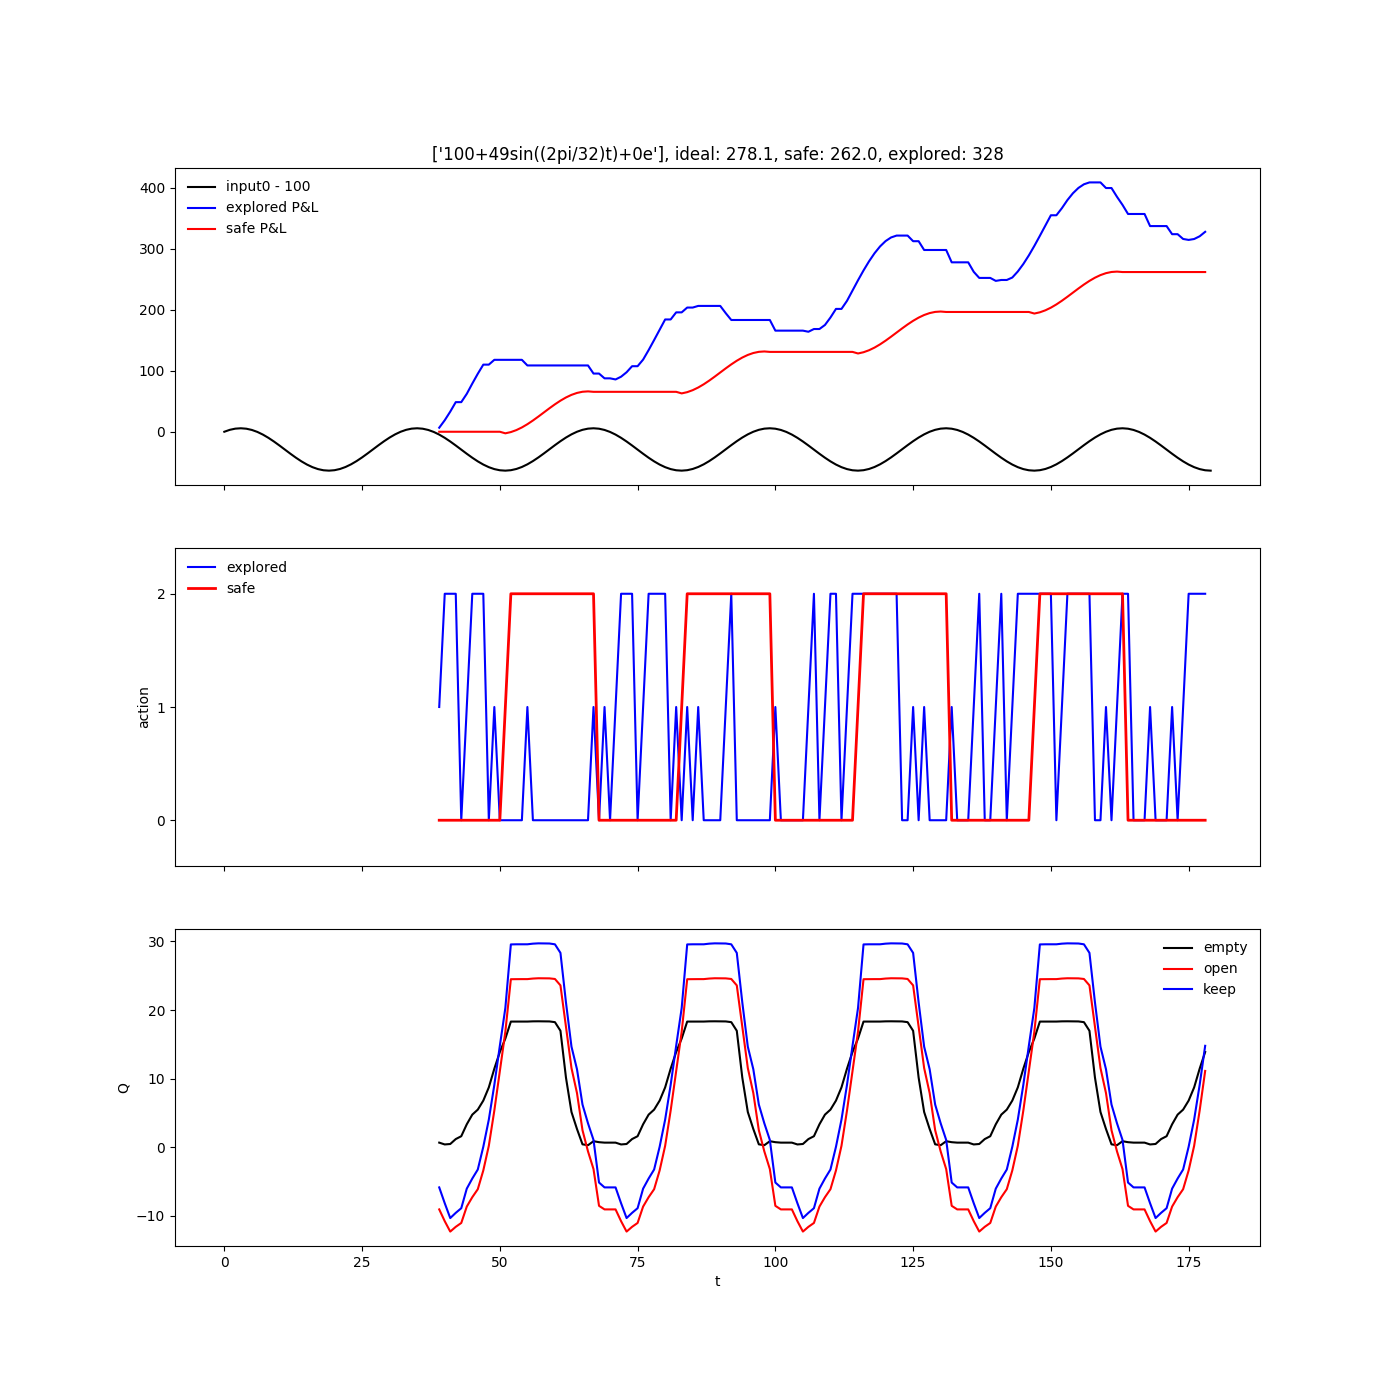 ['100+49sin((2pi/32)t)+0e'], ideal: 278.1, safe: 262.0, explored: 328
input0 - 100
explored P&L
safe P&L
400
300
200
100
0
explored
safe
2
1
0
action
empty
open
keep
30
20
10
0
−10
Q
0 25 50 75 100 125 150 175
t